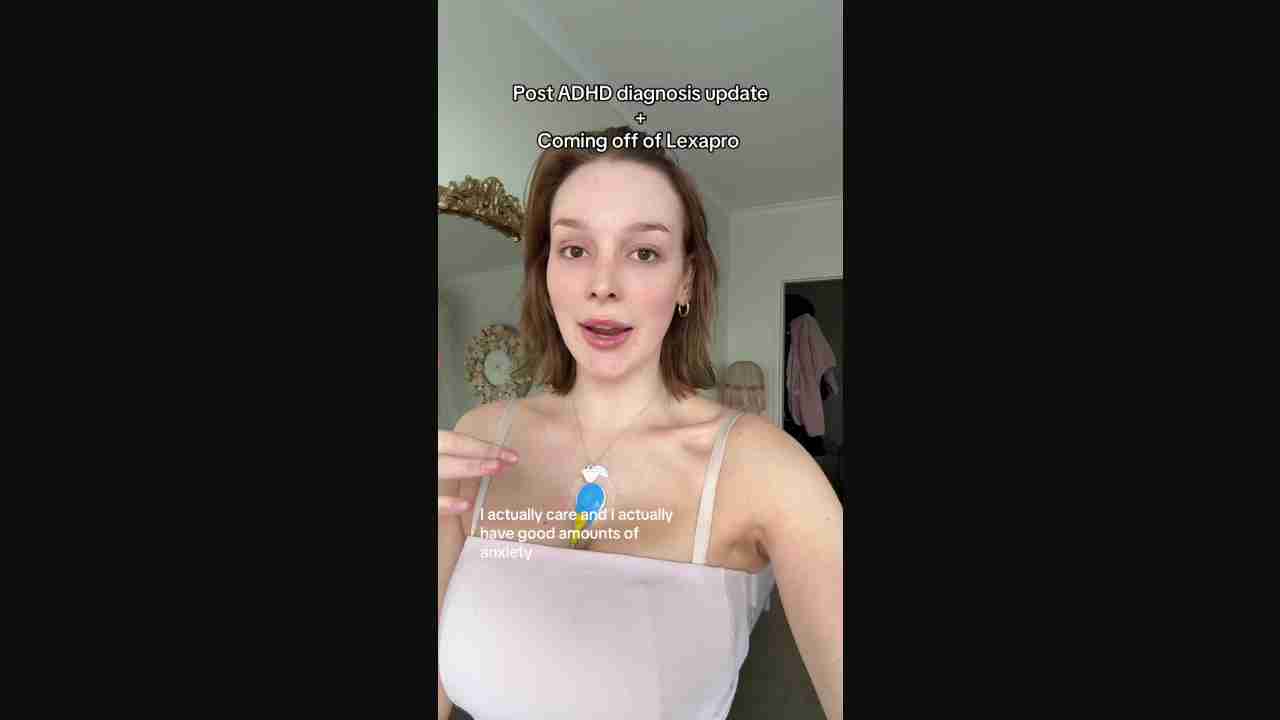 Post ADHD diagnosis update
+
Coming off of Lexapro
I actually care and I actually
have good amounts of
anxiety